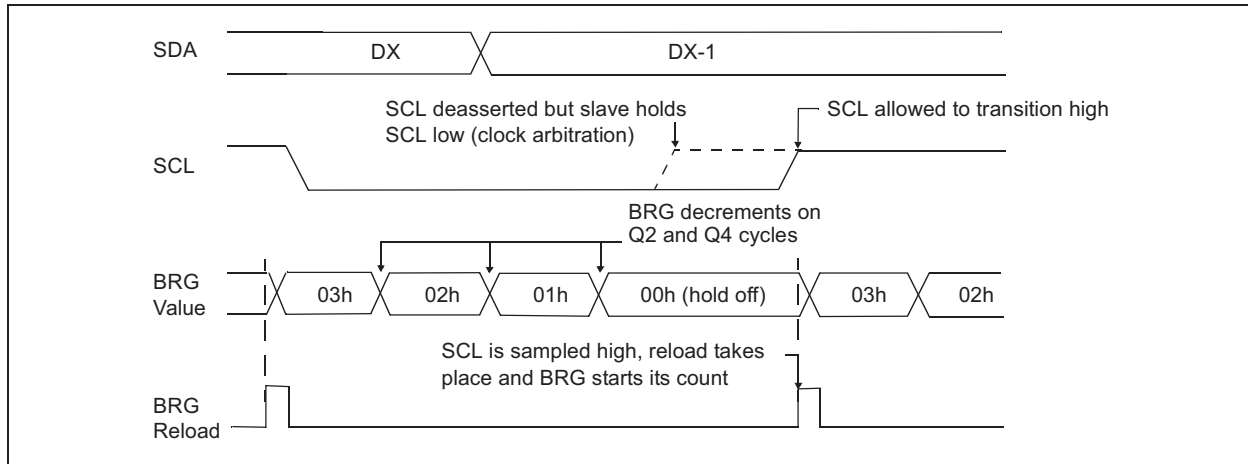 SDA
DX
DX-1
SCL deasserted but slave holds
SCL low (clock arbitration)
SCL allowed to transition high
SCL
BRG decrements on
Q2 and Q4 cycles
BRG
Value
03h
02h
01h
00h (hold off)
03h
02h
SCL is sampled high, reload takes
place and BRG starts its count
BRG
Reload